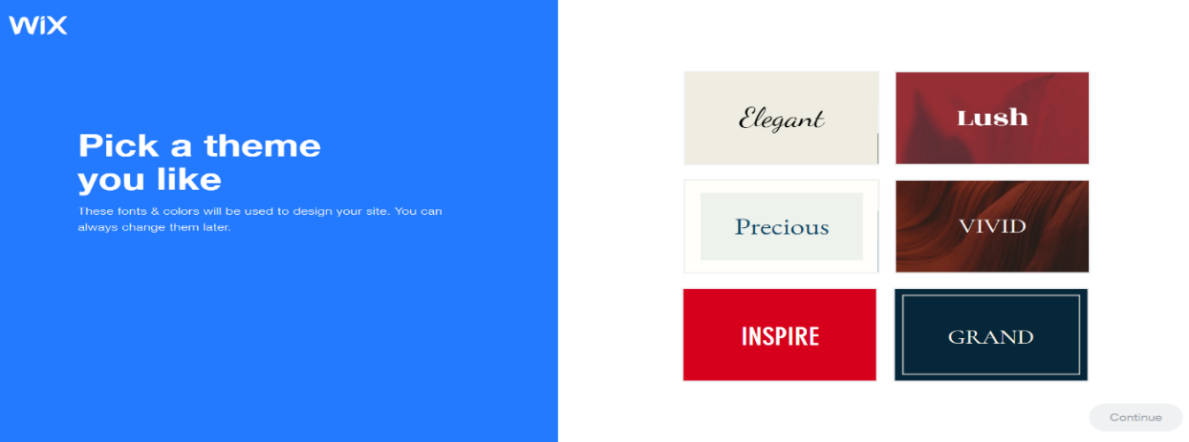 WiX
Pick a theme
you like
These fonts & colors will be used to design your site. You can
always change them later.
Elegant
Lush
Precious
VIVID
INSPIRE
GRAND
Continue